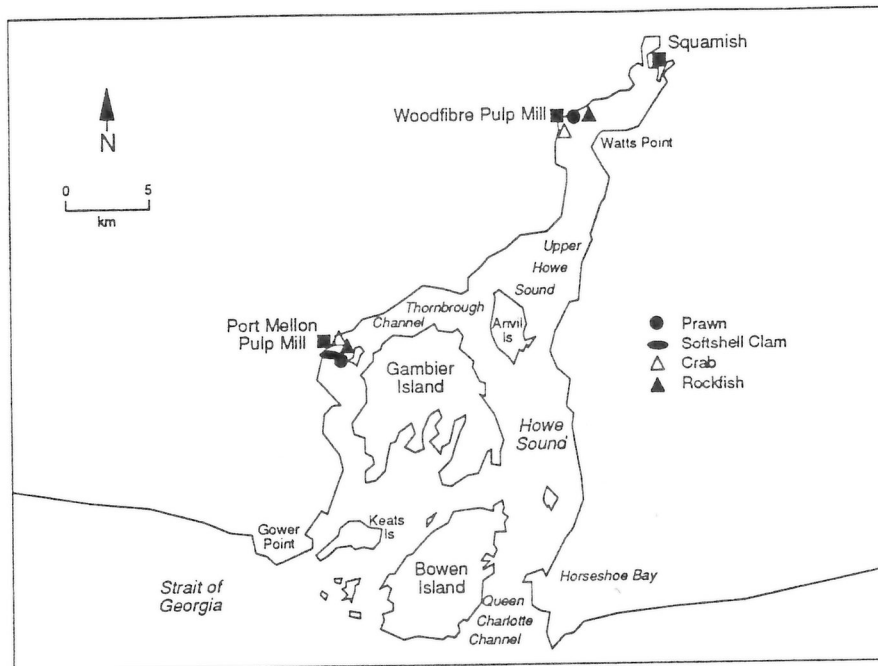 Squamish
Woodfibre Pulp Mill
Watts Point
N
0 5
km
Upper
Howe
Sound
Thornbrough
Channel
Anvil
Is
Port Mellon
Pulp Mill
Gambier
Island
Prawn
Softshell Clam
Crab
Rockfish
Howe
Sound
Keats
Is
Gower
Point
Bowen
Island
Horseshoe Bay
Strait of
Georgia
Queen
Charlotte
Channel